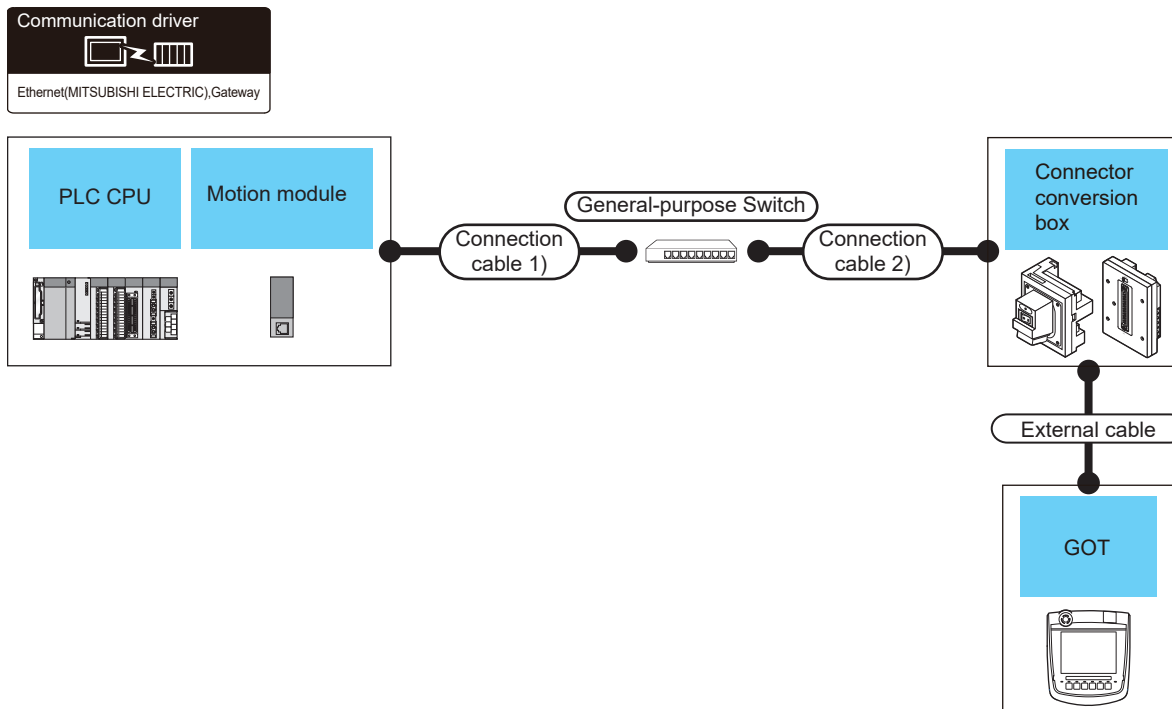 Communication driver
Ethernet(MITSUBISHI ELECTRIC),Gateway
PLC CPU
Motion module
Connection
cable 1)
General-purpose Switch
Connection
cable 2)
Connector
conversion
box
External cable
GOT